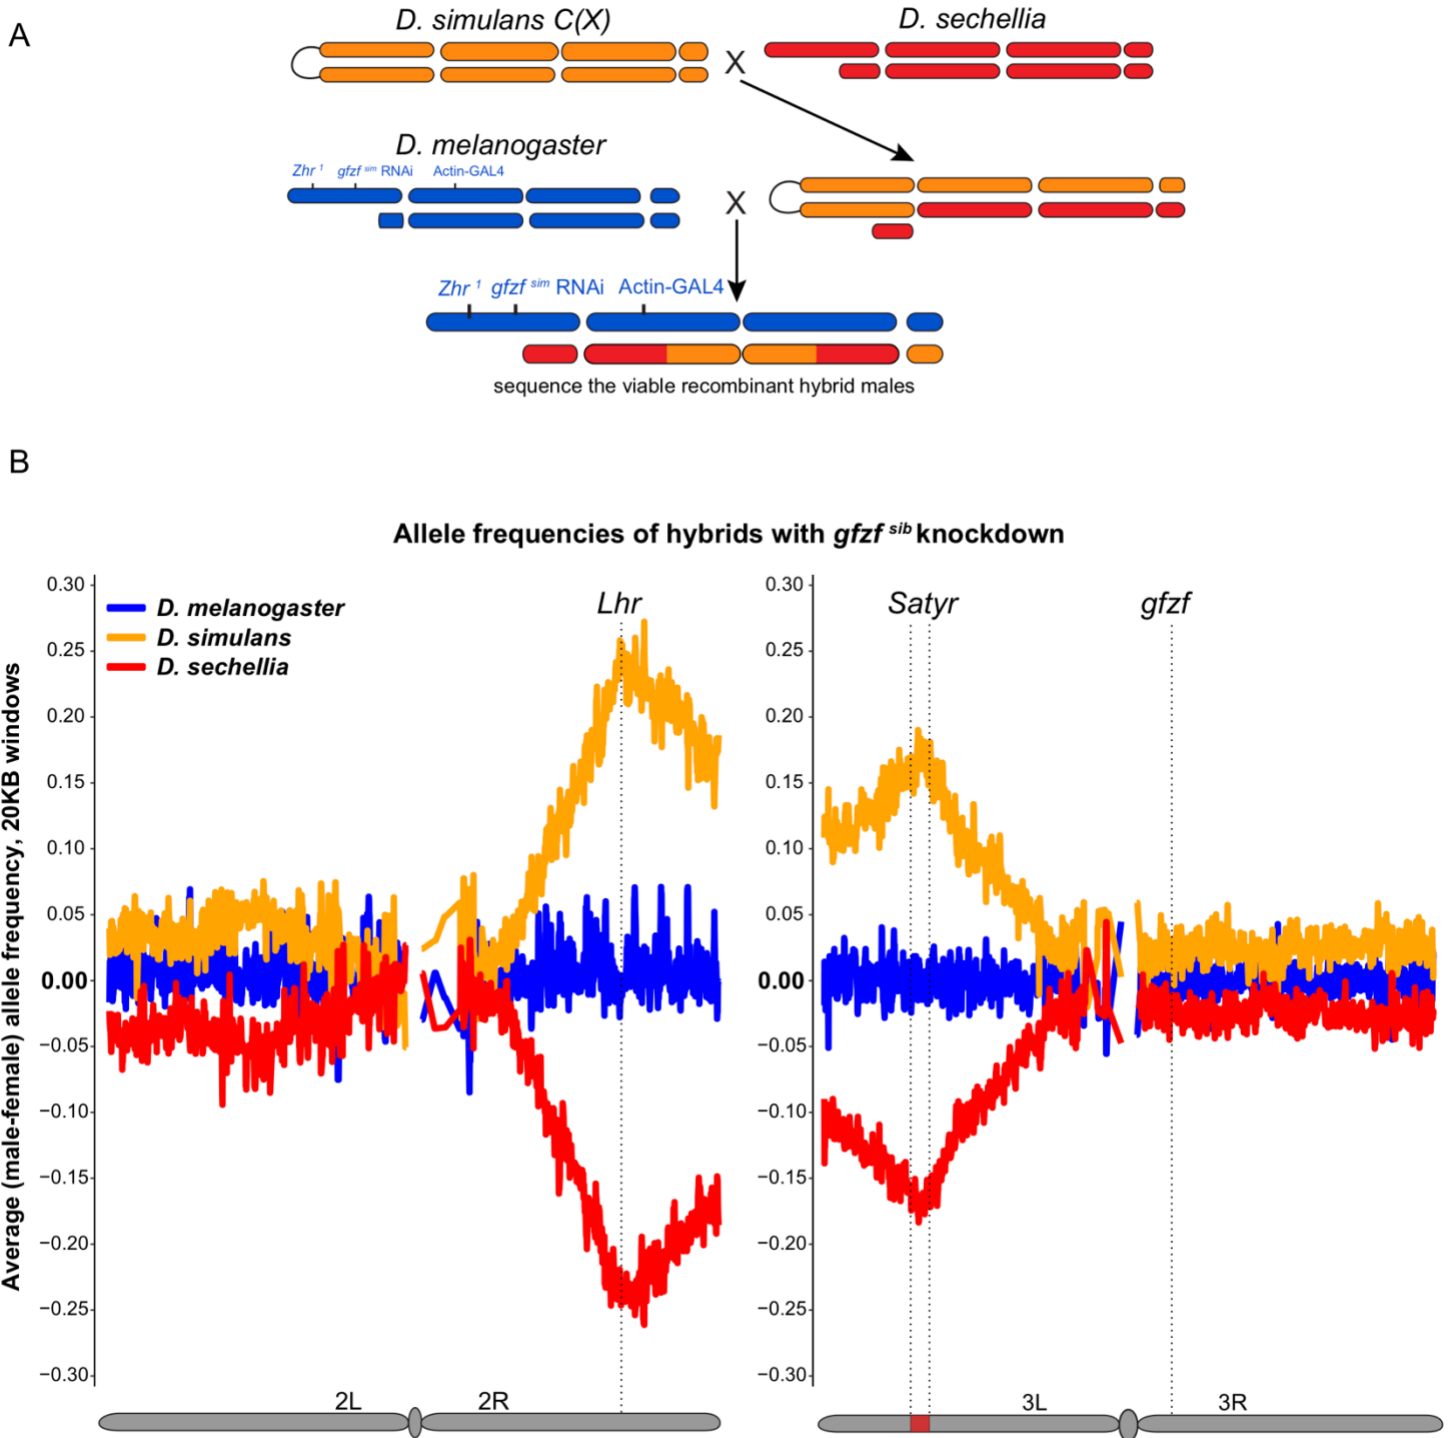 A
D. simulans C(X)
D. sechellia
X
D. melanogaster
Zhr 1 gfzf sim RNAi Actin-GAL4
X
Zhr 1 gfzf sim RNAi Actin-GAL4
sequence the viable recombinant hybrid males
B
Allele frequencies of hybrids with gfzf sib knockdown
Average (male-female) allele frequency, 20KB windows
0.30
0.25
0.20
0.15
0.10
0.05
0.00
−0.05
−0.10
−0.15
−0.20
−0.25
−0.30
D. melanogaster
D. simulans
D. sechellia
Lhr
2L
2R
0.30
0.25
0.20
0.15
0.10
0.05
0.00
−0.05
−0.10
−0.15
−0.20
−0.25
−0.30
Satyr
gfzf
3L
3R